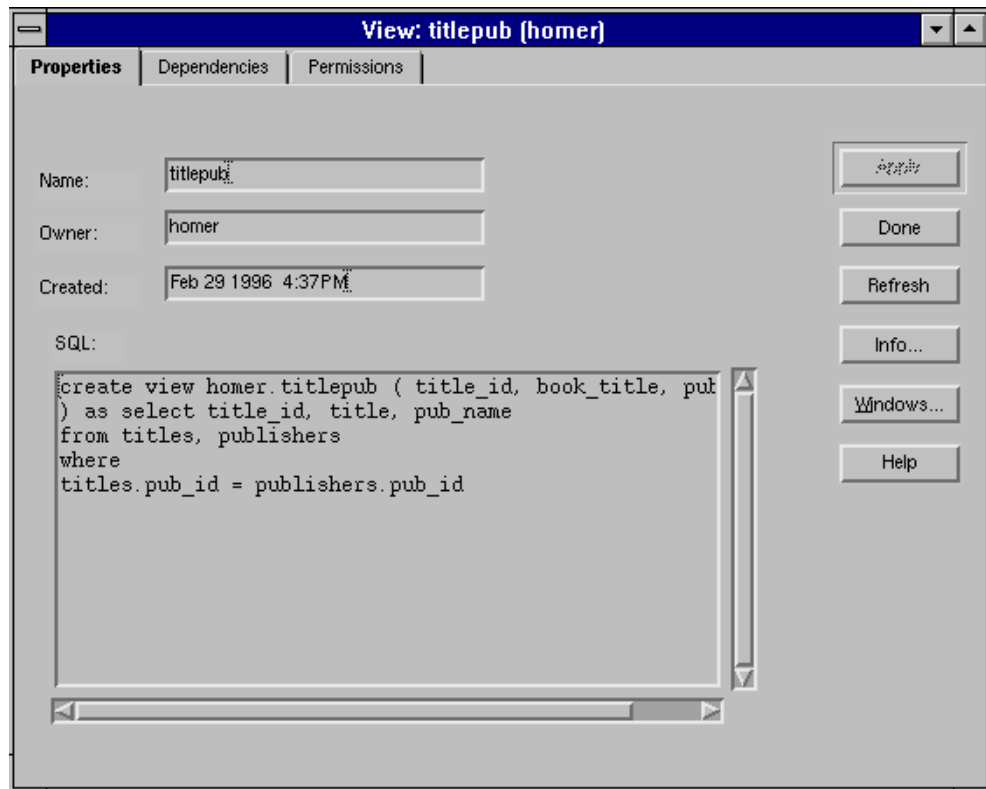 View: titlepub (homer)
Properties Dependencies Permissions
Name: titlepub
Owner: homer
Created: Feb 29 1996 4:37PM
Apply
Done
Refresh
Info...
Windows...
Help
SQL:
create view homer.titlepub ( title_id, book_title, pub
) as select title_id, title, pub_name
from titles, publishers
where
titles.pub_id = publishers.pub_id